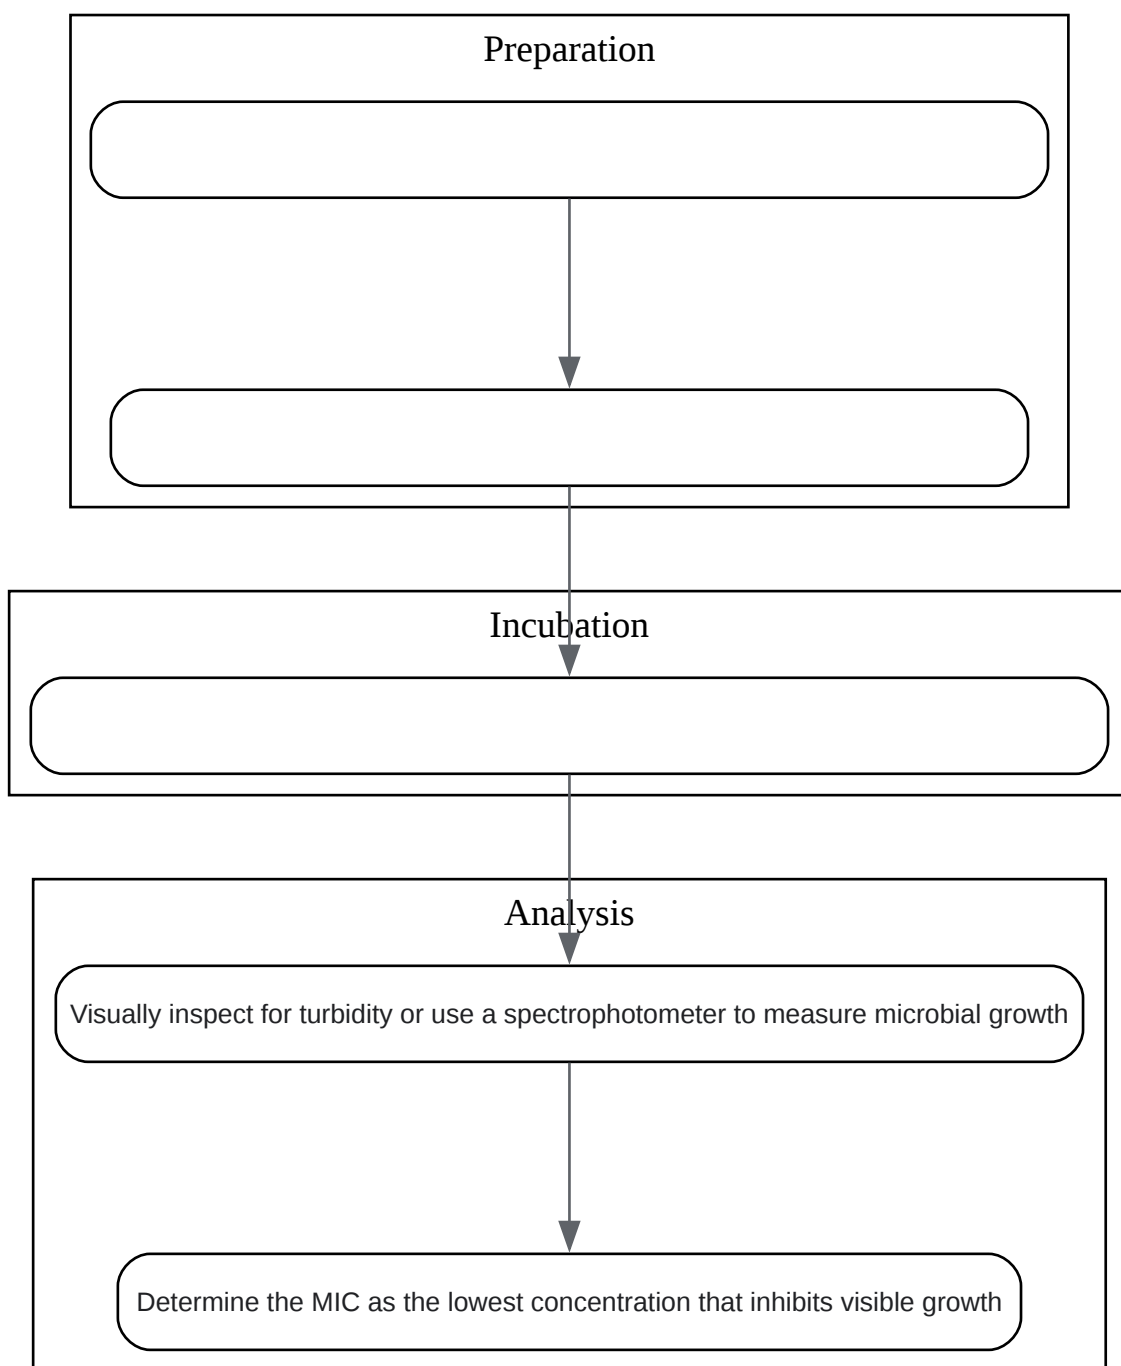 Preparation
Incubation
Analysis
Visually inspect for turbidity or use a spectrophotometer to measure microbial growth
Determine the MIC as the lowest concentration that inhibits visible growth